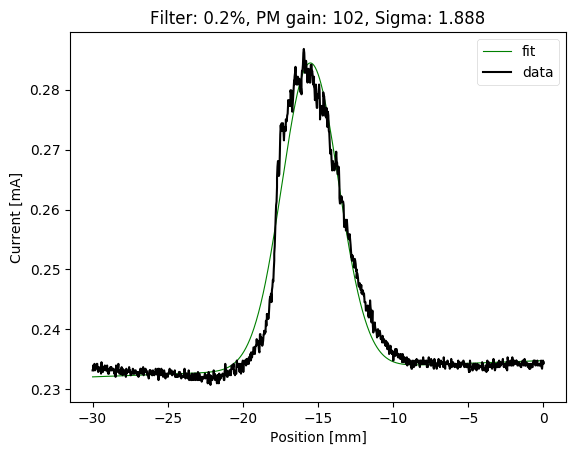 Filter: 0.2%, PM gain: 102, Sigma: 1.888
fit
data
0.28
0.27
0.26
0.25
0.24
0.23
Current [mA]
−30
−25
−20
−15
−10
−5
0
Position [mm]